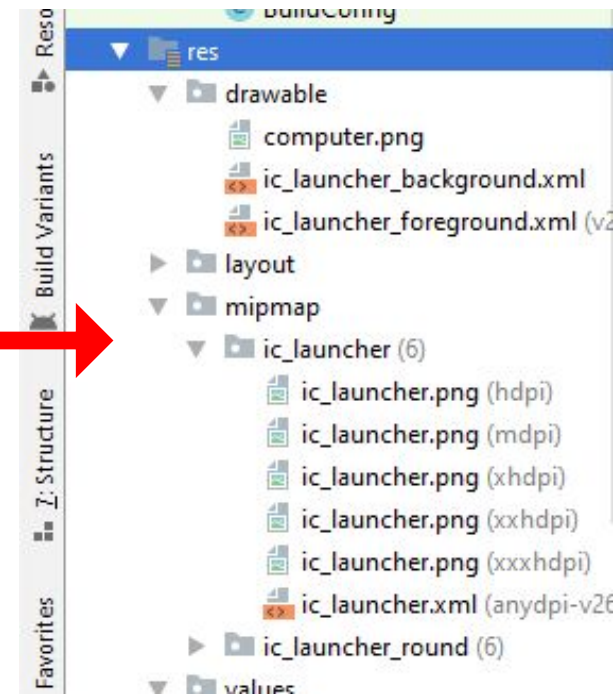 res
drawable
computer.png
ic_launcher_background.xml
ic_launcher_foreground.xml (v2
layout
mipmap
ic_launcher (6)
ic_launcher.png (hdpi)
ic_launcher.png (mdpi)
ic_launcher.png (xhdpi)
ic_launcher.png (xxhdpi)
ic_launcher.png (xxxhdpi)
ic_launcher.xml (anydpi-v26
ic_launcher_round (6)
values
Reso
Build Variants
7: Structure
Favorites